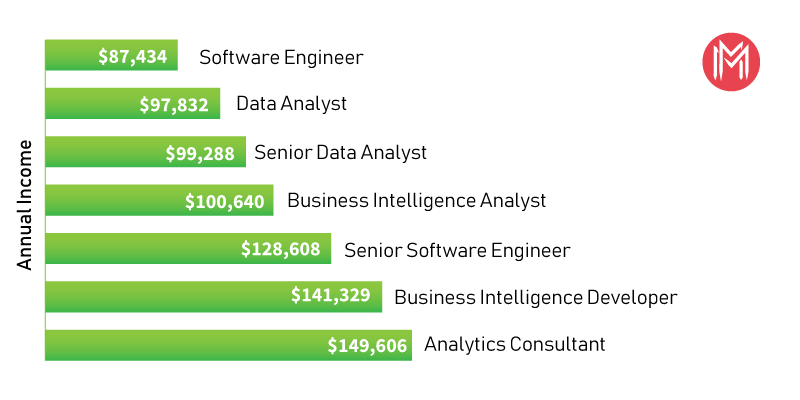 Annual Income
$87,434 Software Engineer
$97,832 Data Analyst
$99,288 Senior Data Analyst
$100,640 Business Intelligence Analyst
$128,608 Senior Software Engineer
$141,329 Business Intelligence Developer
$149,606 Analytics Consultant
M